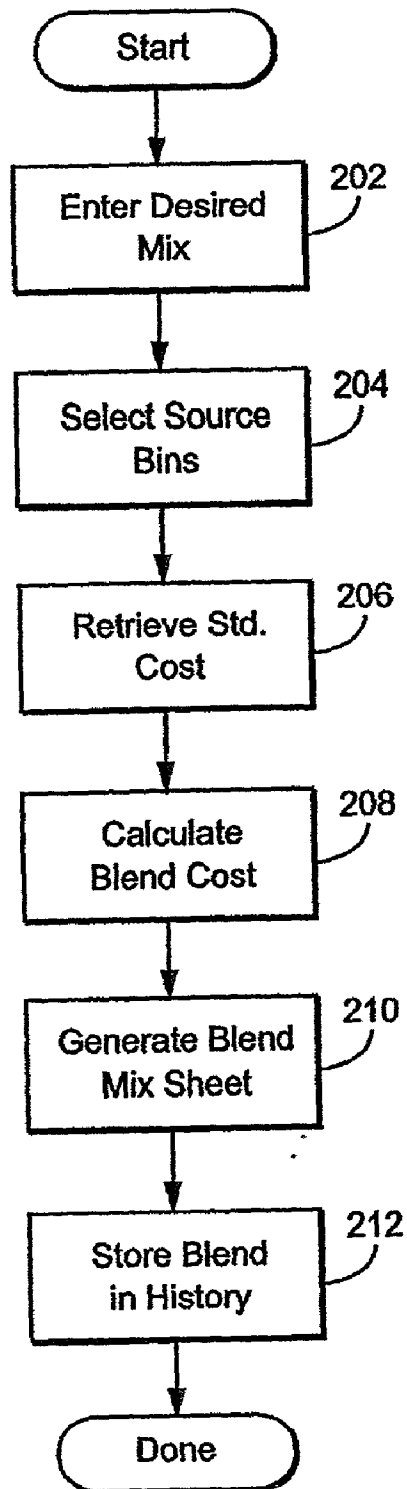 Start
202
Enter Desired
Mix
204
Select Source
Bins
206
Retrieve Std.
Cost
208
Calculate
Blend Cost
210
Generate Blend
Mix Sheet
212
Store Blend
in History
Done